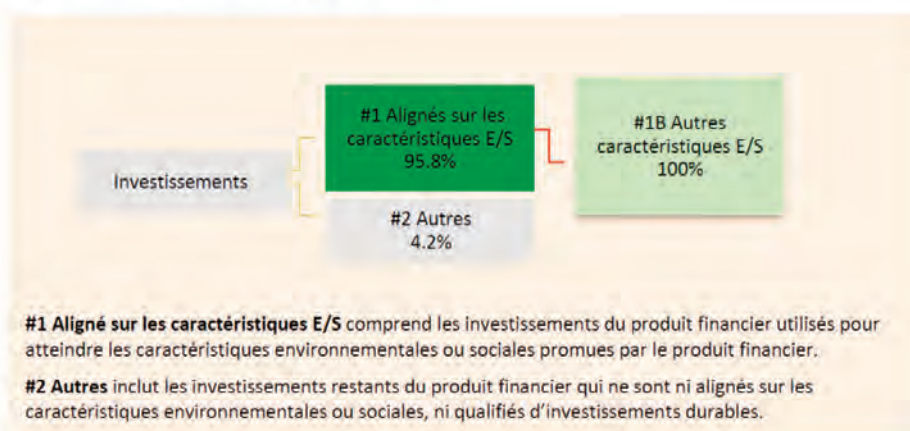 #1 Alignés sur les
caractéristiques E/S
95.8%
#1B Autres
caractéristiques E/S
100%
Investissements
#2 Autres
4.2%
#1 Aligné sur les caractéristiques E/S comprend les investissements du produit financier utilisés pour
atteindre les caractéristiques environnementales ou sociales promues par le produit financier.
#2 Autres inclut les investissements restants du produit financier qui ne sont ni alignés sur les
caractéristiques environnementales ou sociales, ni qualifiés d'investissements durables.